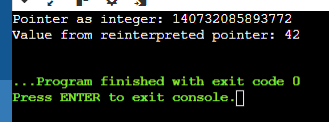 Pointer as integer: 140732085893772
Value from reinterpreted pointer: 42
...Program finished with exit code 0
Press ENTER to exit console.